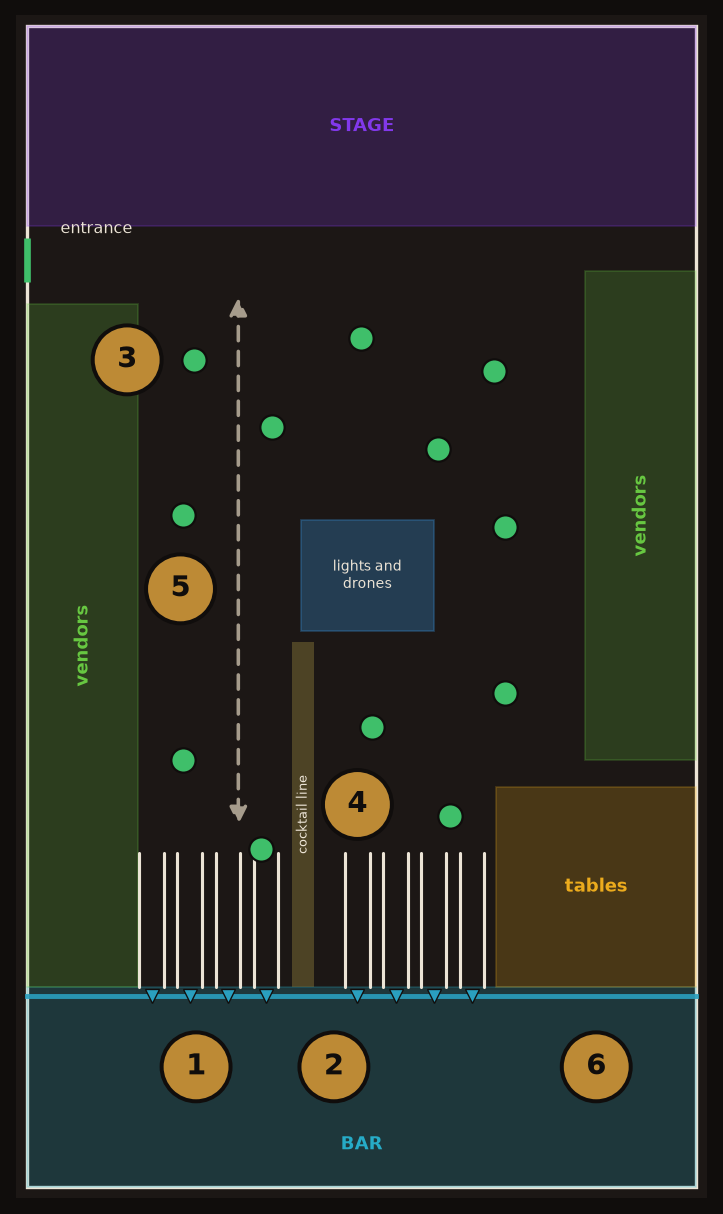 STAGE
entrance
3
lights and
drones
vendors
5
vendors
4
cocktail line
tables
1
2
6
BAR